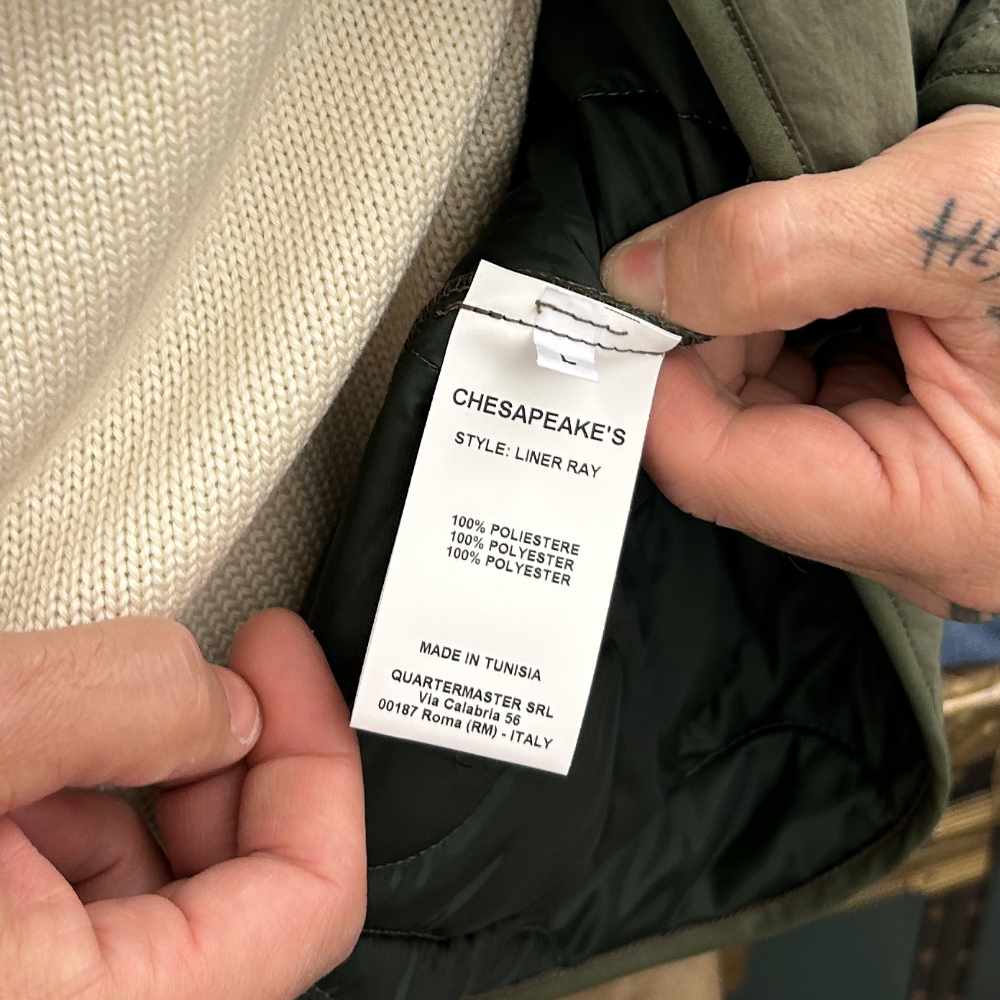 L
CHESAPEAKE'S
STYLE: LINER RAY
100% POLIESTERE
100% POLYESTER
100% POLYESTER
MADE IN TUNISIA
QUARTERMASTER SRL
Via Calabria 56
00187 Roma (RM) - ITALY